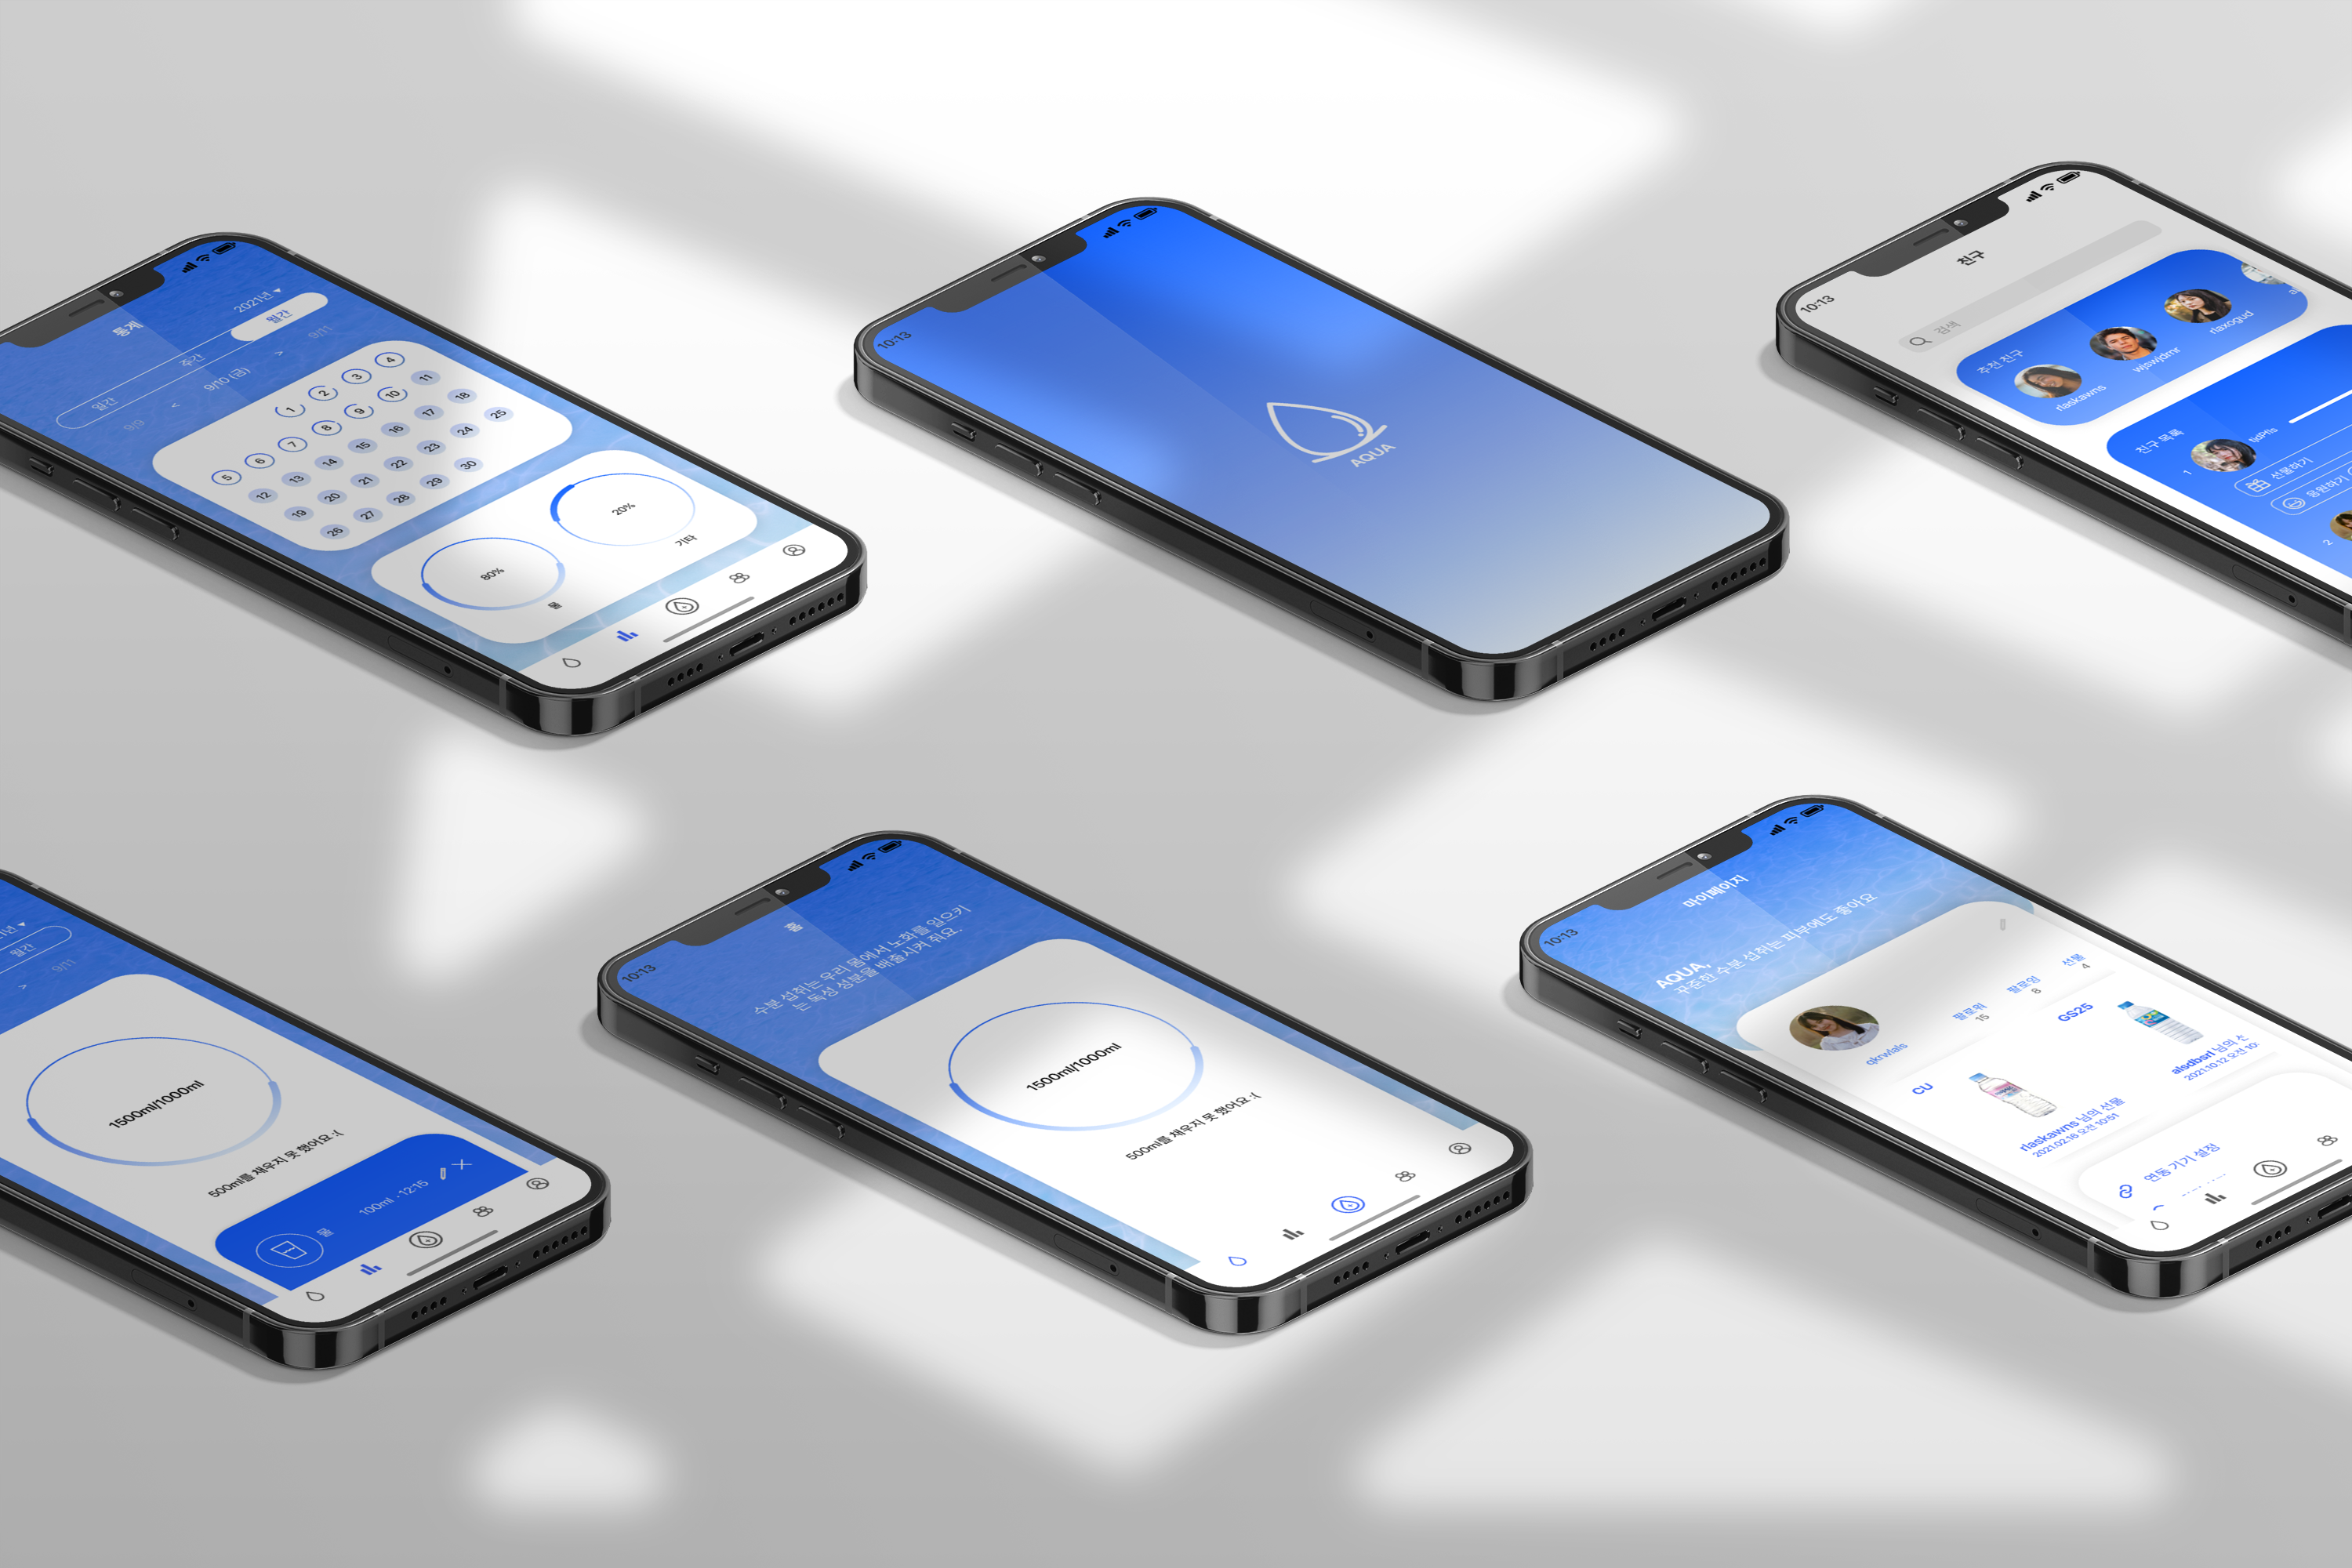 통계
2021년
일간
주간
월간
9/9
<
9/10 (금)
>
9/11
1 2 3 4
5 6 7 8 9 10 11
12 13 14 15 16 17 18
19 20 21 22 23 24 25
26 27 28 29 30
80%
물
20%
기타
10:13
AQUA
10:13
친구
검색
추천 친구
rlaskawns
wjswjdmr
rlaxogud
친구 목록
1
선물하기
응원하기
2
월간
>
9/11
1500ml/1000ml
500ml를 채우지 못 했어요 :(
물
100ml · 12:15
10:13
홈
수분 섭취는 우리 몸에서 노화를 일으키
는 독성 성분을 배출시켜 줘요.
1500ml/1000ml
500ml를 채우지 못 했어요 :(
10:13
마이페이지
AQUA,
꾸준한 수분 섭취는 피부에도 좋아요
qkrwlals
팔로워
15
팔로잉
8
선물
4
CU
rlaskawns 님의 선물
2021.02.16 오전 10:51
GS25
alsdbsrl 님의 선
2021.10.12 오전 10:
연동 기기 설정